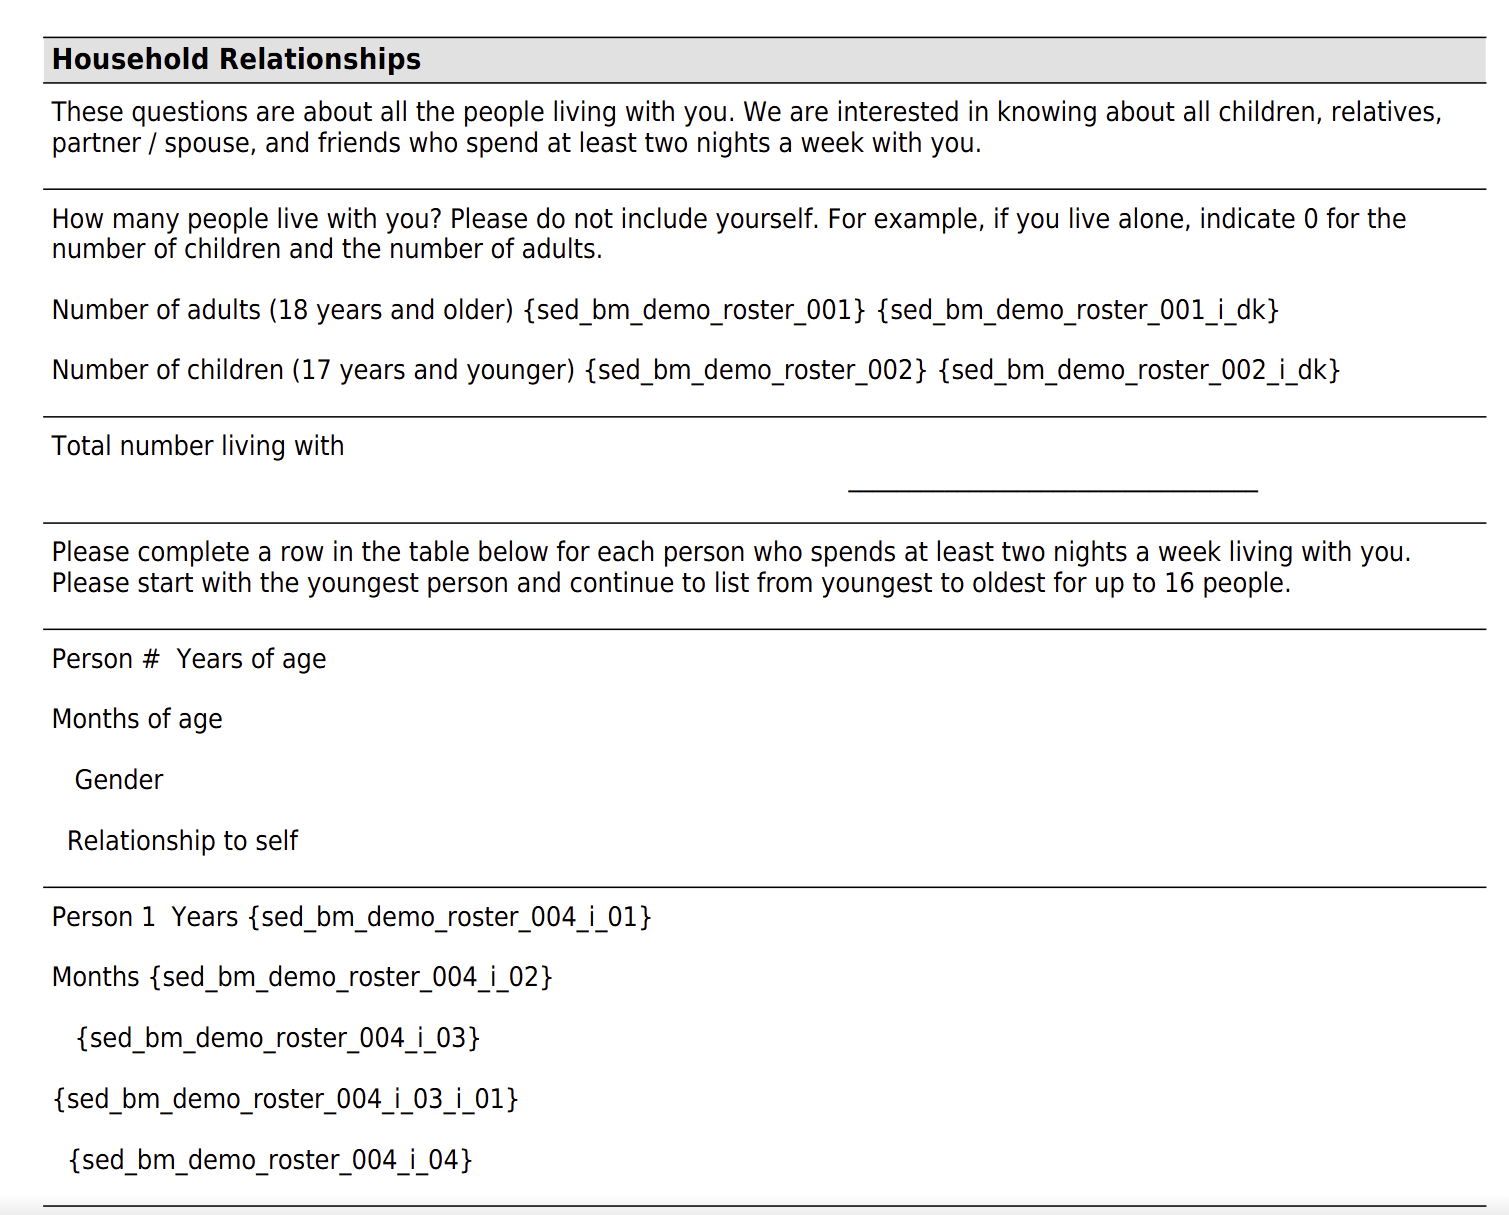 Household Relationships
These questions are about all the people living with you. We are interested in knowing about all children, relatives,
partner / spouse, and friends who spend at least two nights a week with you.
How many people live with you? Please do not include yourself. For example, if you live alone, indicate 0 for the
number of children and the number of adults.
Number of adults (18 years and older) {sed_bm_demo_roster_001} {sed_bm_demo_roster_001_i_dk}
Number of children (17 years and younger) {sed_bm_demo_roster_002} {sed_bm_demo_roster_002_i_dk}
Total number living with
Please complete a row in the table below for each person who spends at least two nights a week living with you.
Please start with the youngest person and continue to list from youngest to oldest for up to 16 people.
Person # Years of age
Months of age
Gender
Relationship to self
Person 1 Years {sed_bm_demo_roster_004_i_01}
Months {sed_bm_demo_roster_004_i_02}
{sed_bm_demo_roster_004_i_03}
{sed_bm_demo_roster_004_i_03_i_01}
{sed_bm_demo_roster_004_i_04}